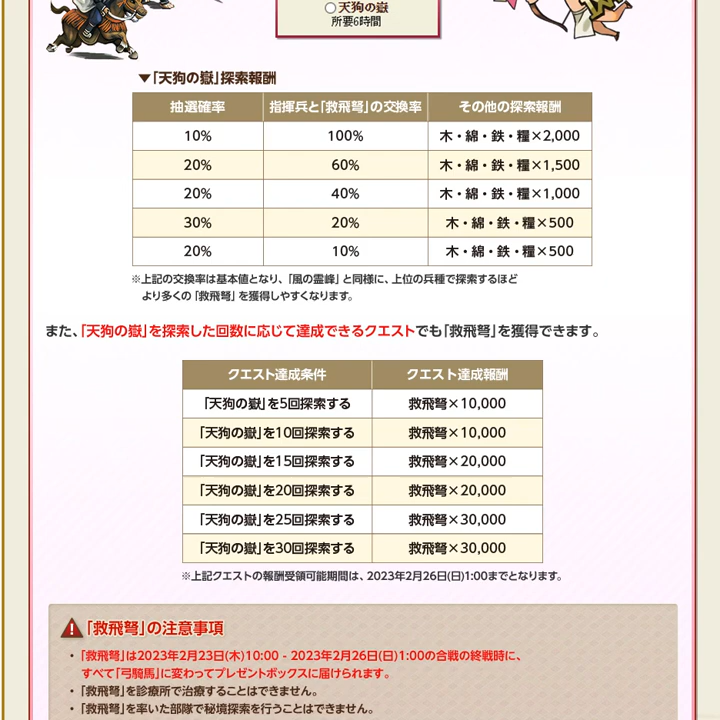 天狗の嶽
所要6時間
▼「天狗の嶽」探索報酬
抽選確率 指揮兵と「救飛弩」の交換率 その他の探索報酬
10% 100% 木・綿・鉄・糧×2,000
20% 60% 木・綿・鉄・糧×1,500
20% 40% 木・綿・鉄・糧×1,000
30% 20% 木・綿・鉄・糧×500
20% 10% 木・綿・鉄・糧×500
※上記の交換率は基本値となり、「風の霊峰」と同様に、上位の兵種で探索するほど
より多くの「救飛弩」を獲得しやすくなります。
また、「天狗の嶽」を探索した回数に応じて達成できるクエストでも「救飛弩」を獲得できます。
クエスト達成条件 クエスト達成報酬
「天狗の嶽」を5回探索する 救飛弩×10,000
「天狗の嶽」を10回探索する 救飛弩×10,000
「天狗の嶽」を15回探索する 救飛弩×20,000
「天狗の嶽」を20回探索する 救飛弩×20,000
「天狗の嶽」を25回探索する 救飛弩×30,000
「天狗の嶽」を30回探索する 救飛弩×30,000
※上記クエストの報酬受領可能期間は、2023年2月26日(日)1:00までとなります。
「救飛弩」の注意事項
・「救飛弩」は2023年2月23日(木)10:00 - 2023年2月26日(日)1:00の合戦の終戦時に、
すべて「弓騎馬」に変わってプレゼントボックスに届けられます。
・「救飛弩」を診療所で治療することはできません。
・「救飛弩」を率いた部隊で秘境探索を行うことはできません。